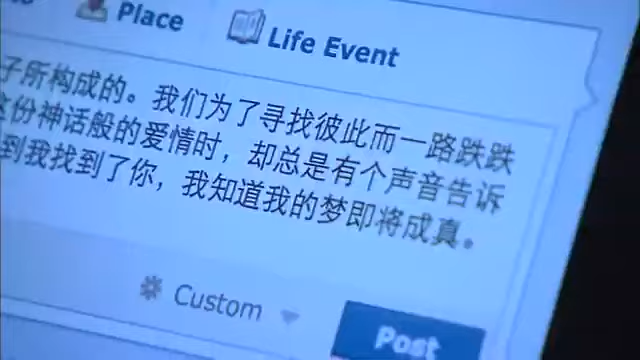 Place
Life Event
子所构成的。我们为了寻找彼此而一路跌跌
这份神话般的爱情时，却总是有个声音告诉
到我找到了你，我知道我的梦即将成真。
Custom
Post